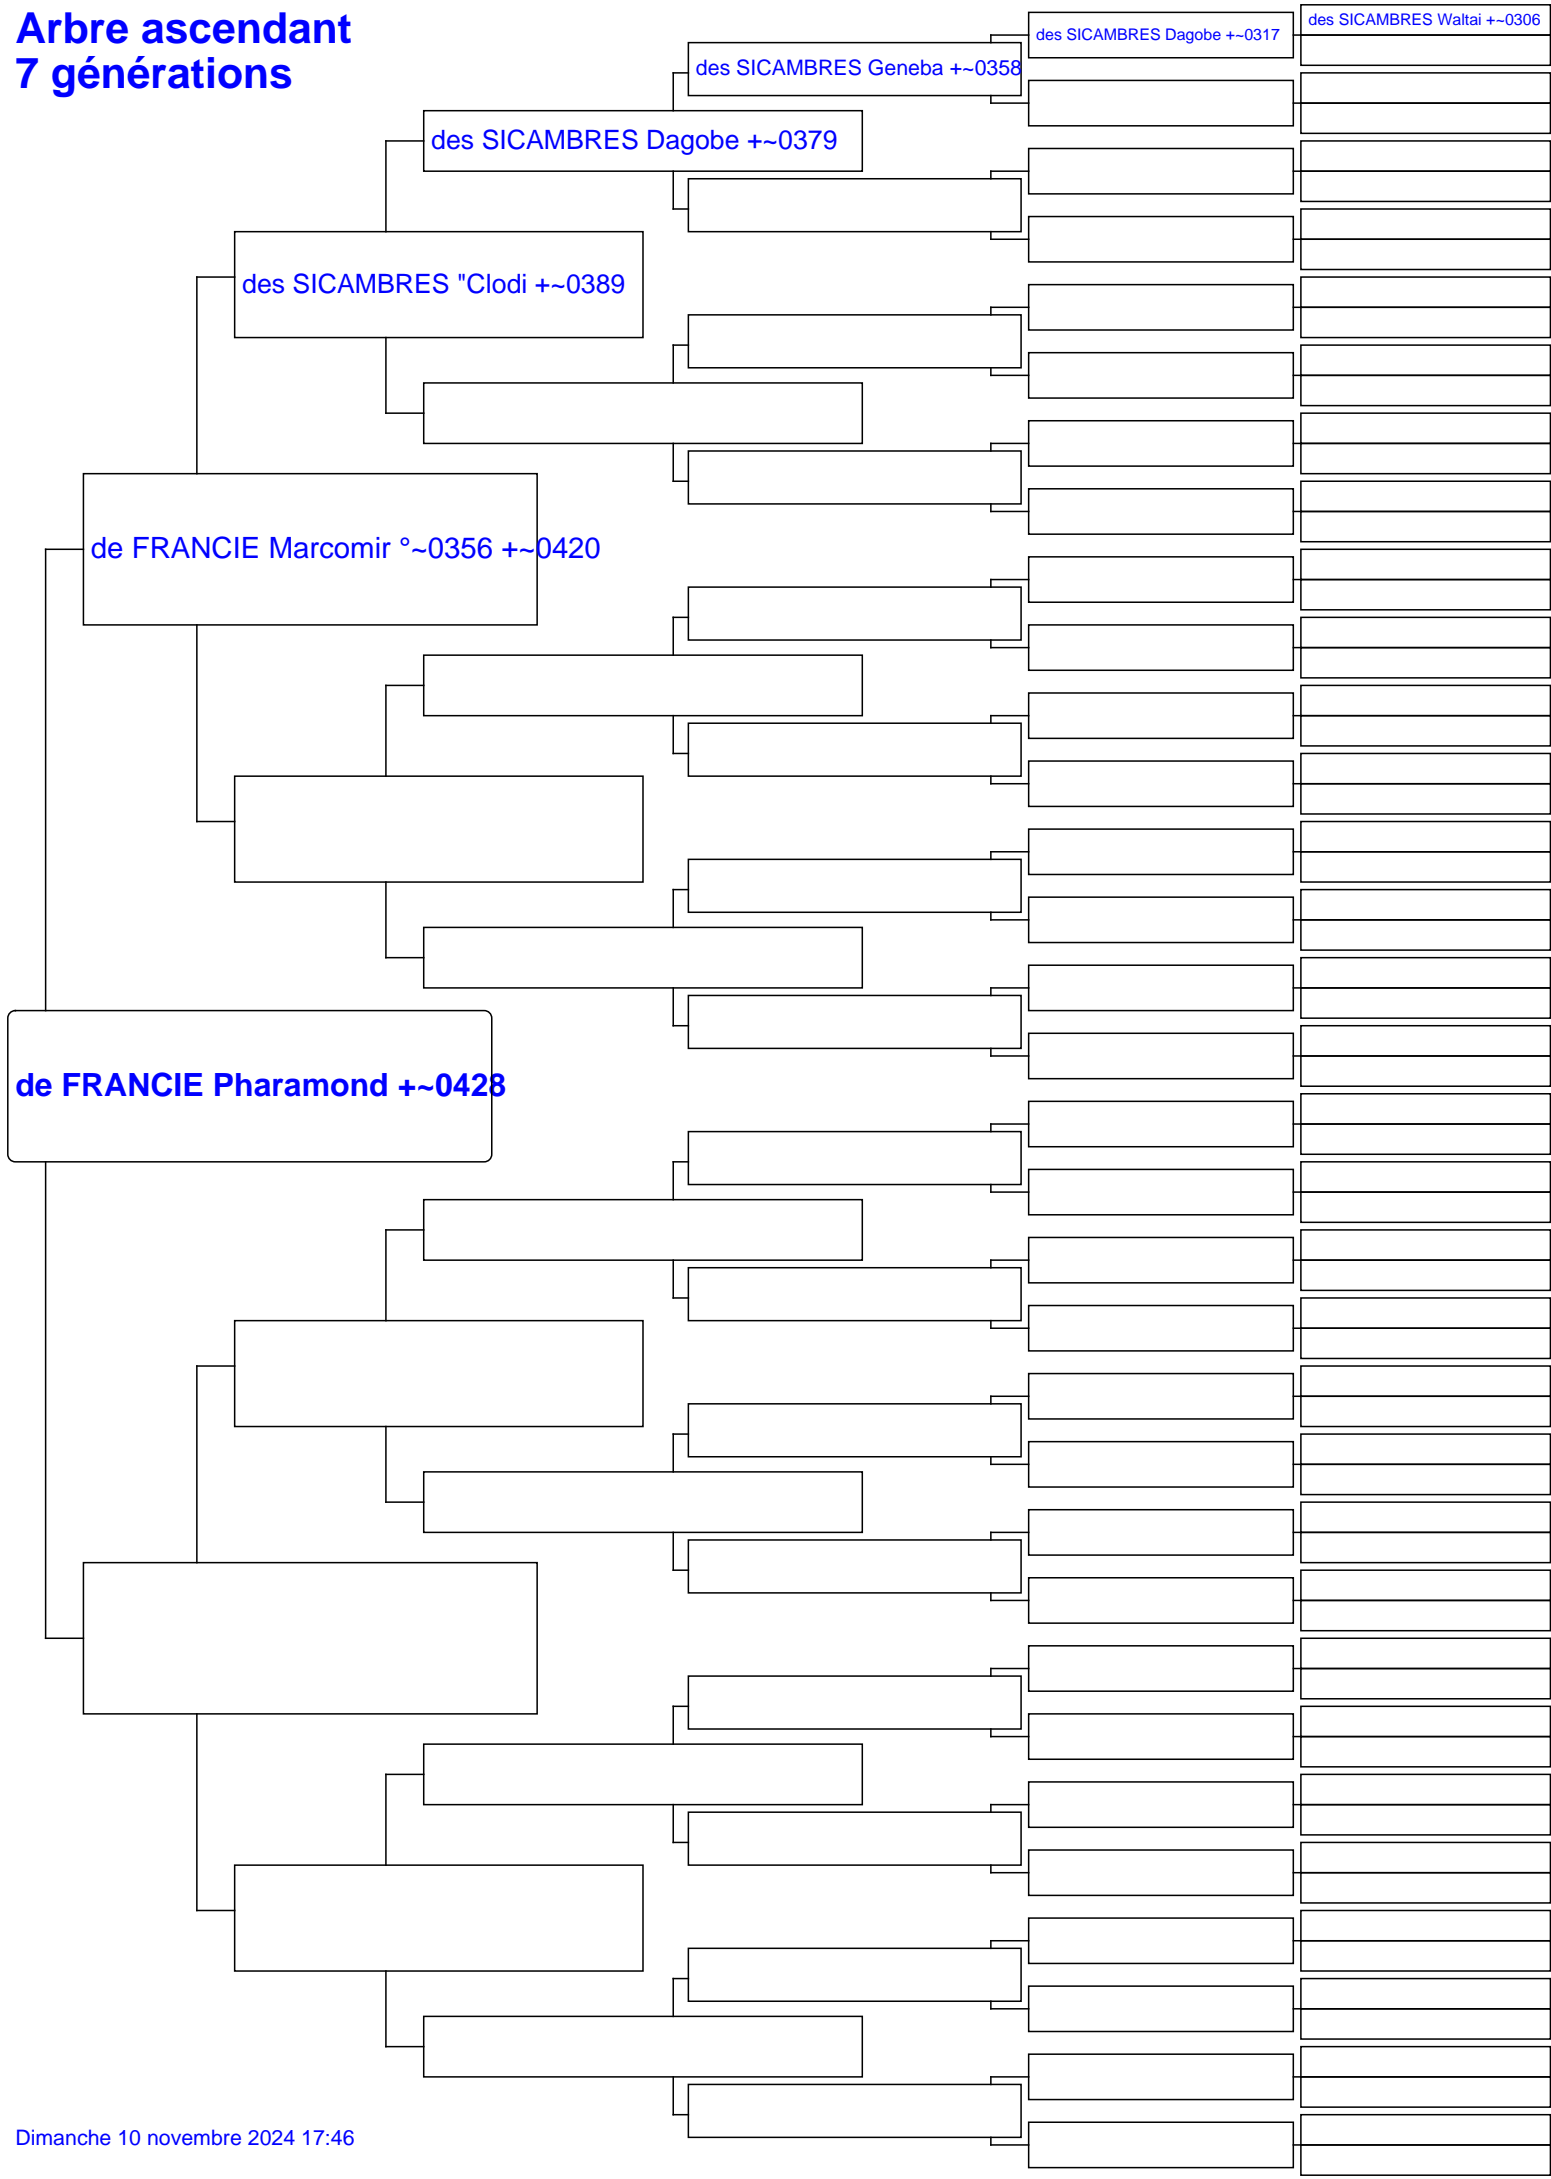 Arbre ascendant
7 générations
des SICAMBRES Waltai +~0306
des SICAMBRES Dagobe +~0317
des SICAMBRES Geneba +~0358
des SICAMBRES Dagobe +~0379
des SICAMBRES "Clodi +~0389
de FRANCIE Marcomir °~0356 +~0420
de FRANCIE Pharamond +~0428
Dimanche 10 novembre 2024 17:46